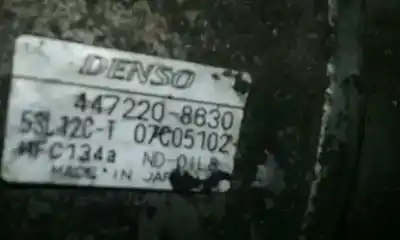 DENSO
447220-8630
5SL12C-T 07C05102
HFC134a ND-OIL8
MADE IN JAPAN